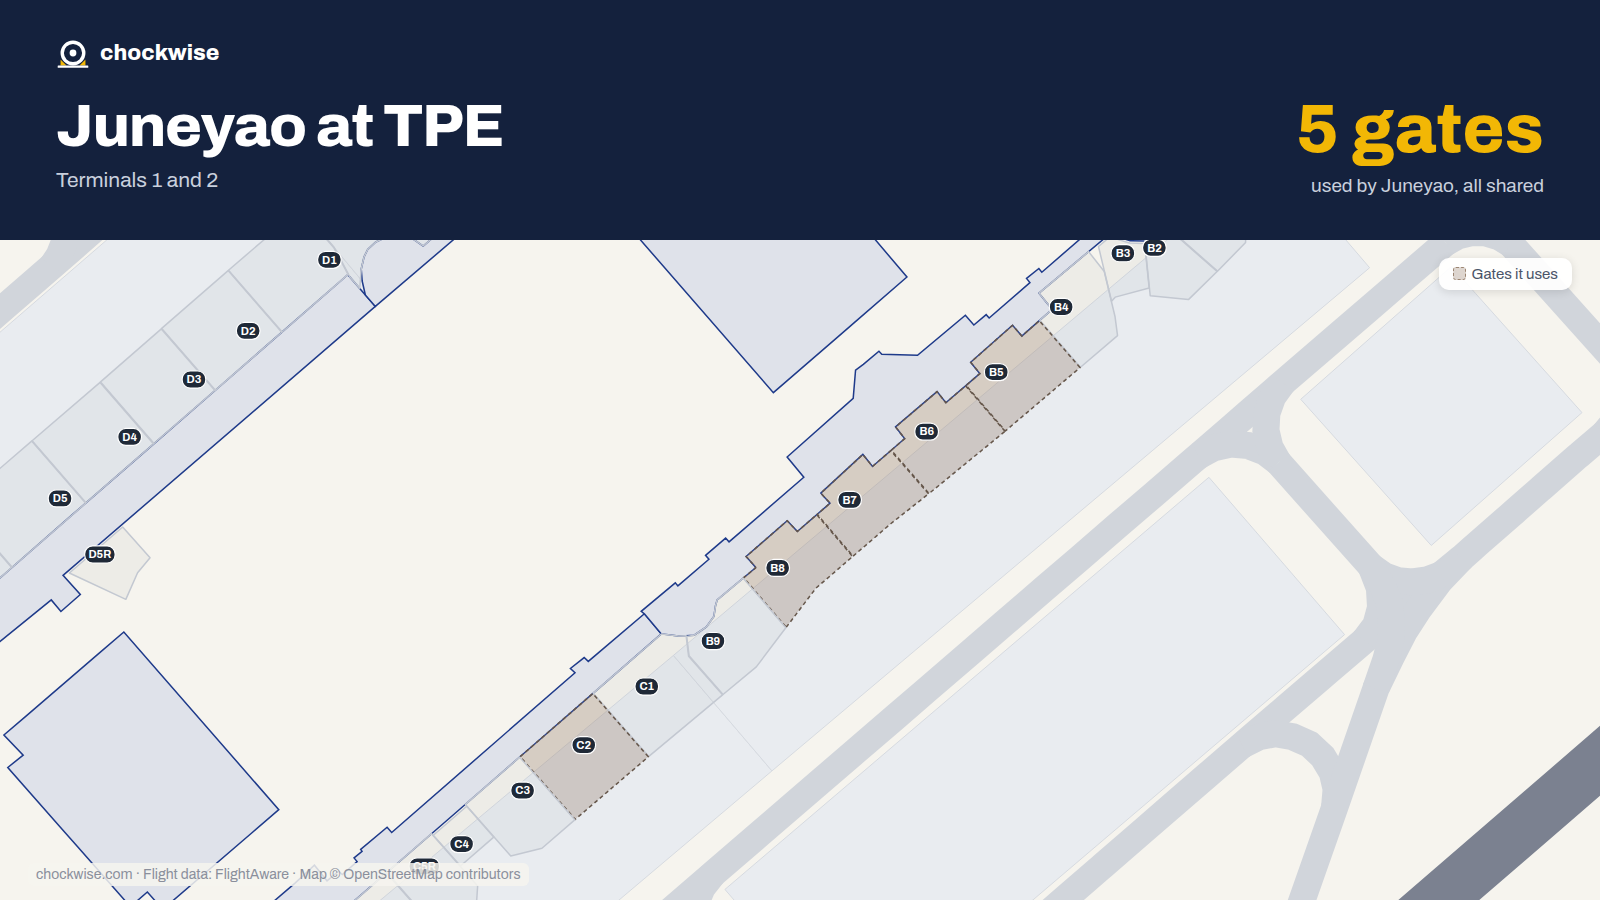 chockwise
Juneyao at TPE
Terminals 1 and 2
5 gates
used by Juneyao, all shared
Gates it uses
D1
D2
D3
D4
D5
D5R
B2
B3
B4
B5
B6
B7
B8
B9
C1
C2
C3
C4
chockwise.com · Flight data: FlightAware · Map © OpenStreetMap contributors